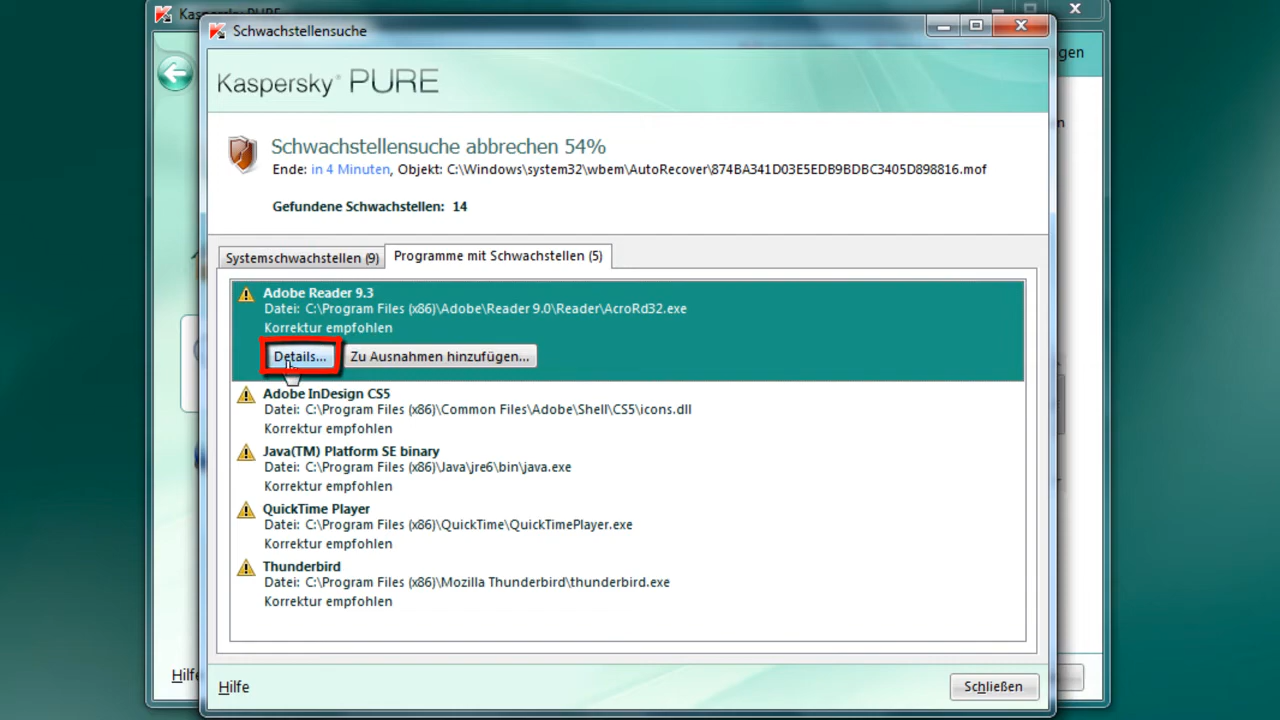 Kaspersky PURE
Schwachstellensuche
gen
Kaspersky PURE
n
Schwachstellensuche abbrechen 54%
Ende: in 4 Minuten, Objekt: C:\Windows\system32\wbem\AutoRecover\874BA341D03E5EDB9BDBC3405D898816.mof
Gefundene Schwachstellen: 14
Systemschwachstellen (9)
Programme mit Schwachstellen (5)
Adobe Reader 9.3
Datei: C:\Program Files (x86)\Adobe\Reader 9.0\Reader\AcroRd32.exe
Korrektur empfohlen
Details...
Zu Ausnahmen hinzufügen...
Adobe InDesign CS5
Datei: C:\Program Files (x86)\Common Files\Adobe\Shell\CS5\icons.dll
Korrektur empfohlen
Java(TM) Platform SE binary
Datei: C:\Program Files (x86)\Java\jre6\bin\java.exe
Korrektur empfohlen
QuickTime Player
Datei: C:\Program Files (x86)\QuickTime\QuickTimePlayer.exe
Korrektur empfohlen
Thunderbird
Datei: C:\Program Files (x86)\Mozilla Thunderbird\thunderbird.exe
Korrektur empfohlen
Hilfe
Hilfe
Schließen